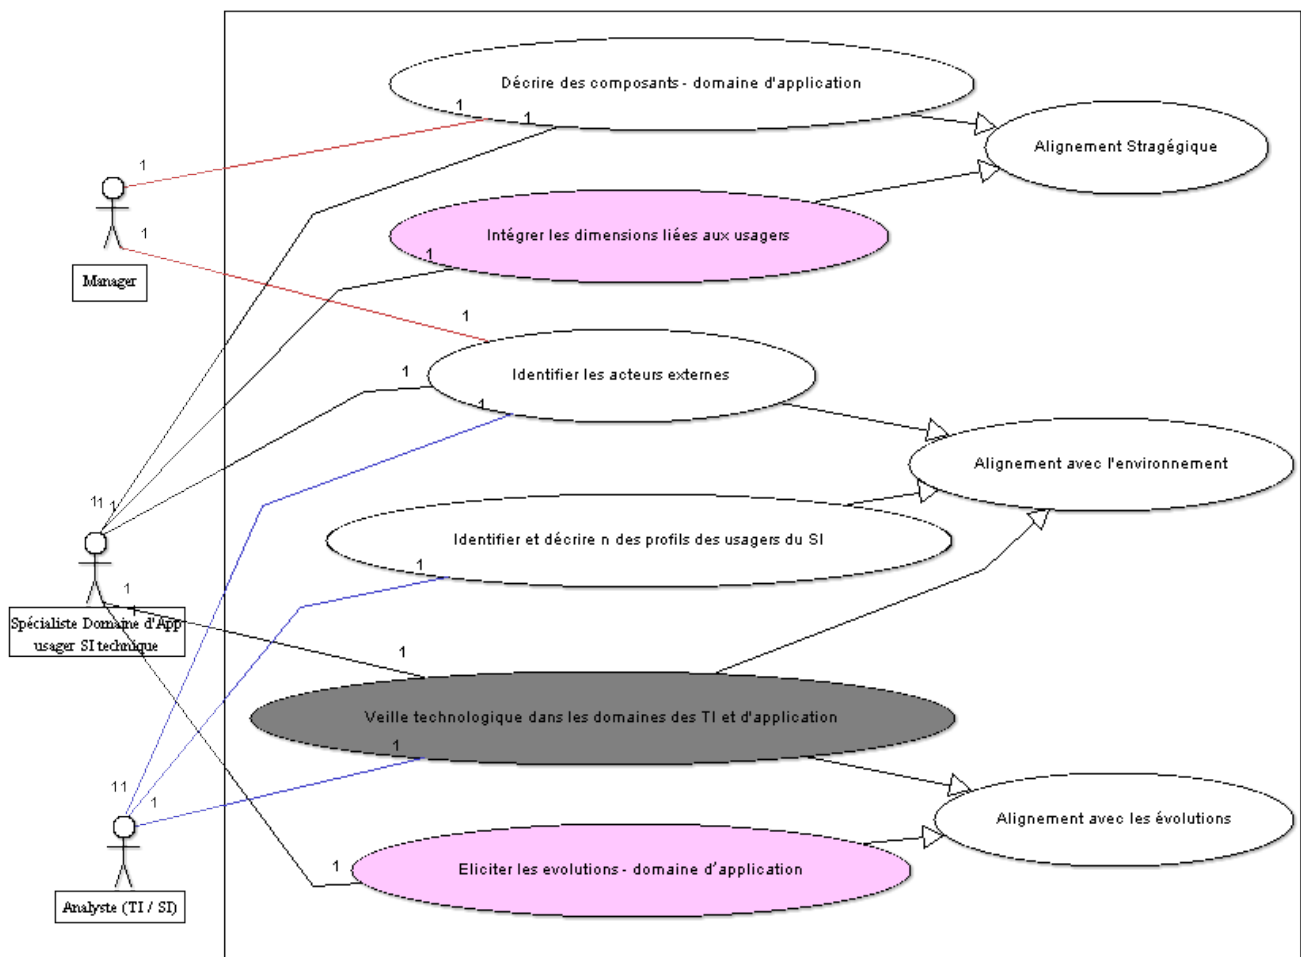 Décrire des composants - domaine d'application
1
1
Alignement Stragégique
1
Intégrer les dimensions liées aux usagers
1
1
Manager
1
Identifier les acteurs externes
1
1
Alignement avec l'environnement
11
1
Identifier et décrire n des profils des usagers du SI
1
1
1
Spécialiste Domaine d'App
usager SI technique
1
Veille technologique dans les domaines des TI et d'application
1
11
1
Alignement avec les évolutions
1
Eliciter les evolutions - domaine d’application
Analyste (TI / SI)